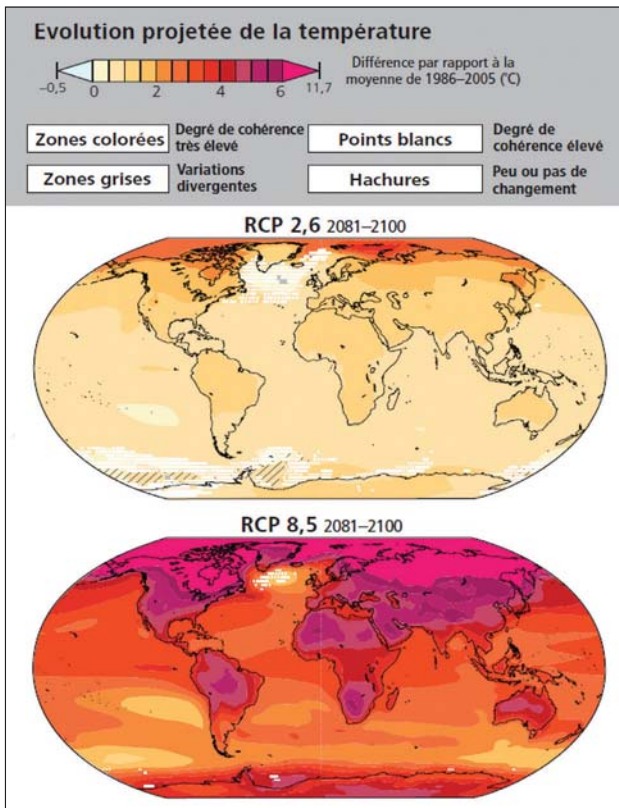 Evolution projetée de la température
−0,5 0 2 4 6 11,7
Différence par rapport à la
moyenne de 1986–2005 (°C)
Zones colorées
Degré de cohérence
très élevé
Points blancs
Degré de
cohérence élevé
Zones grises
Variations
divergentes
Hachures
Peu ou pas de
changement
RCP 2,6 2081–2100
RCP 8,5 2081–2100